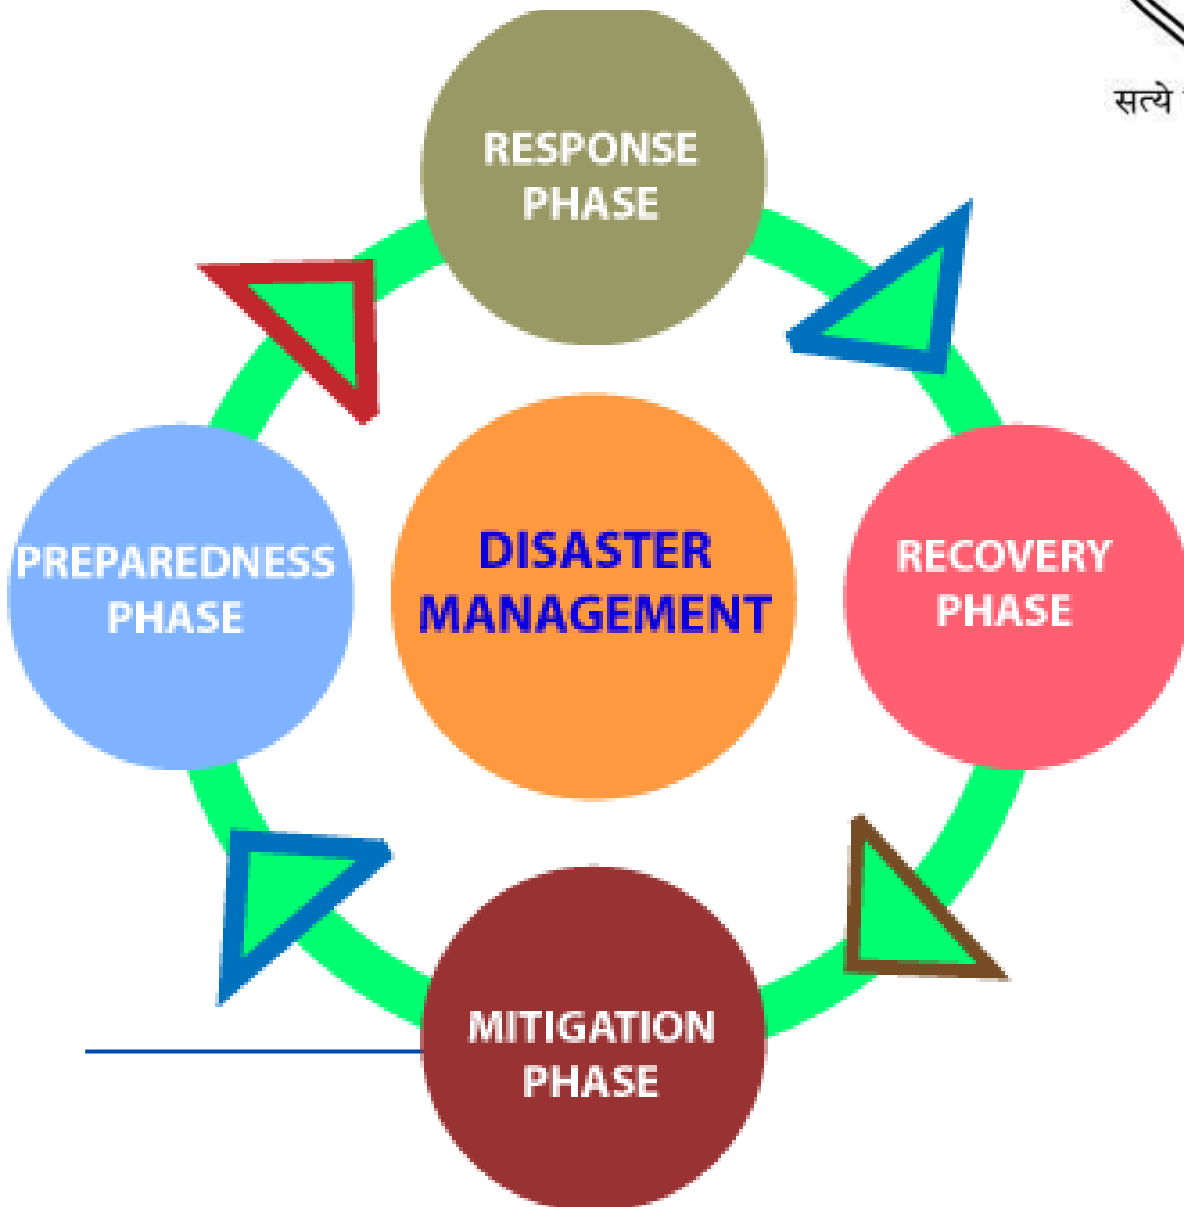 सत्ये
RESPONSE
PHASE
PREPAREDNESS
PHASE
DISASTER
MANAGEMENT
RECOVERY
PHASE
MITIGATION
PHASE